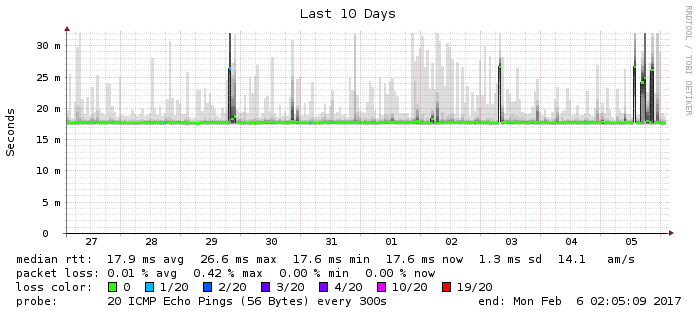 Last 10 Days
RRDTOOL / TOBI OETIKER
Seconds
30 m
25 m
20 m
15 m
10 m
5 m
0
27 28 29 30 31 01 02 03 04 05
median rtt: 17.9 ms avg 26.6 ms max 17.6 ms min 17.6 ms now 1.3 ms sd 14.1 am/s
packet loss: 0.01 % avg 0.42 % max 0.00 % min 0.00 % now
loss color: 0 1/20 2/20 3/20 4/20 10/20 19/20
probe: 20 ICMP Echo Pings (56 Bytes) every 300s end: Mon Feb 6 02:05:09 2017